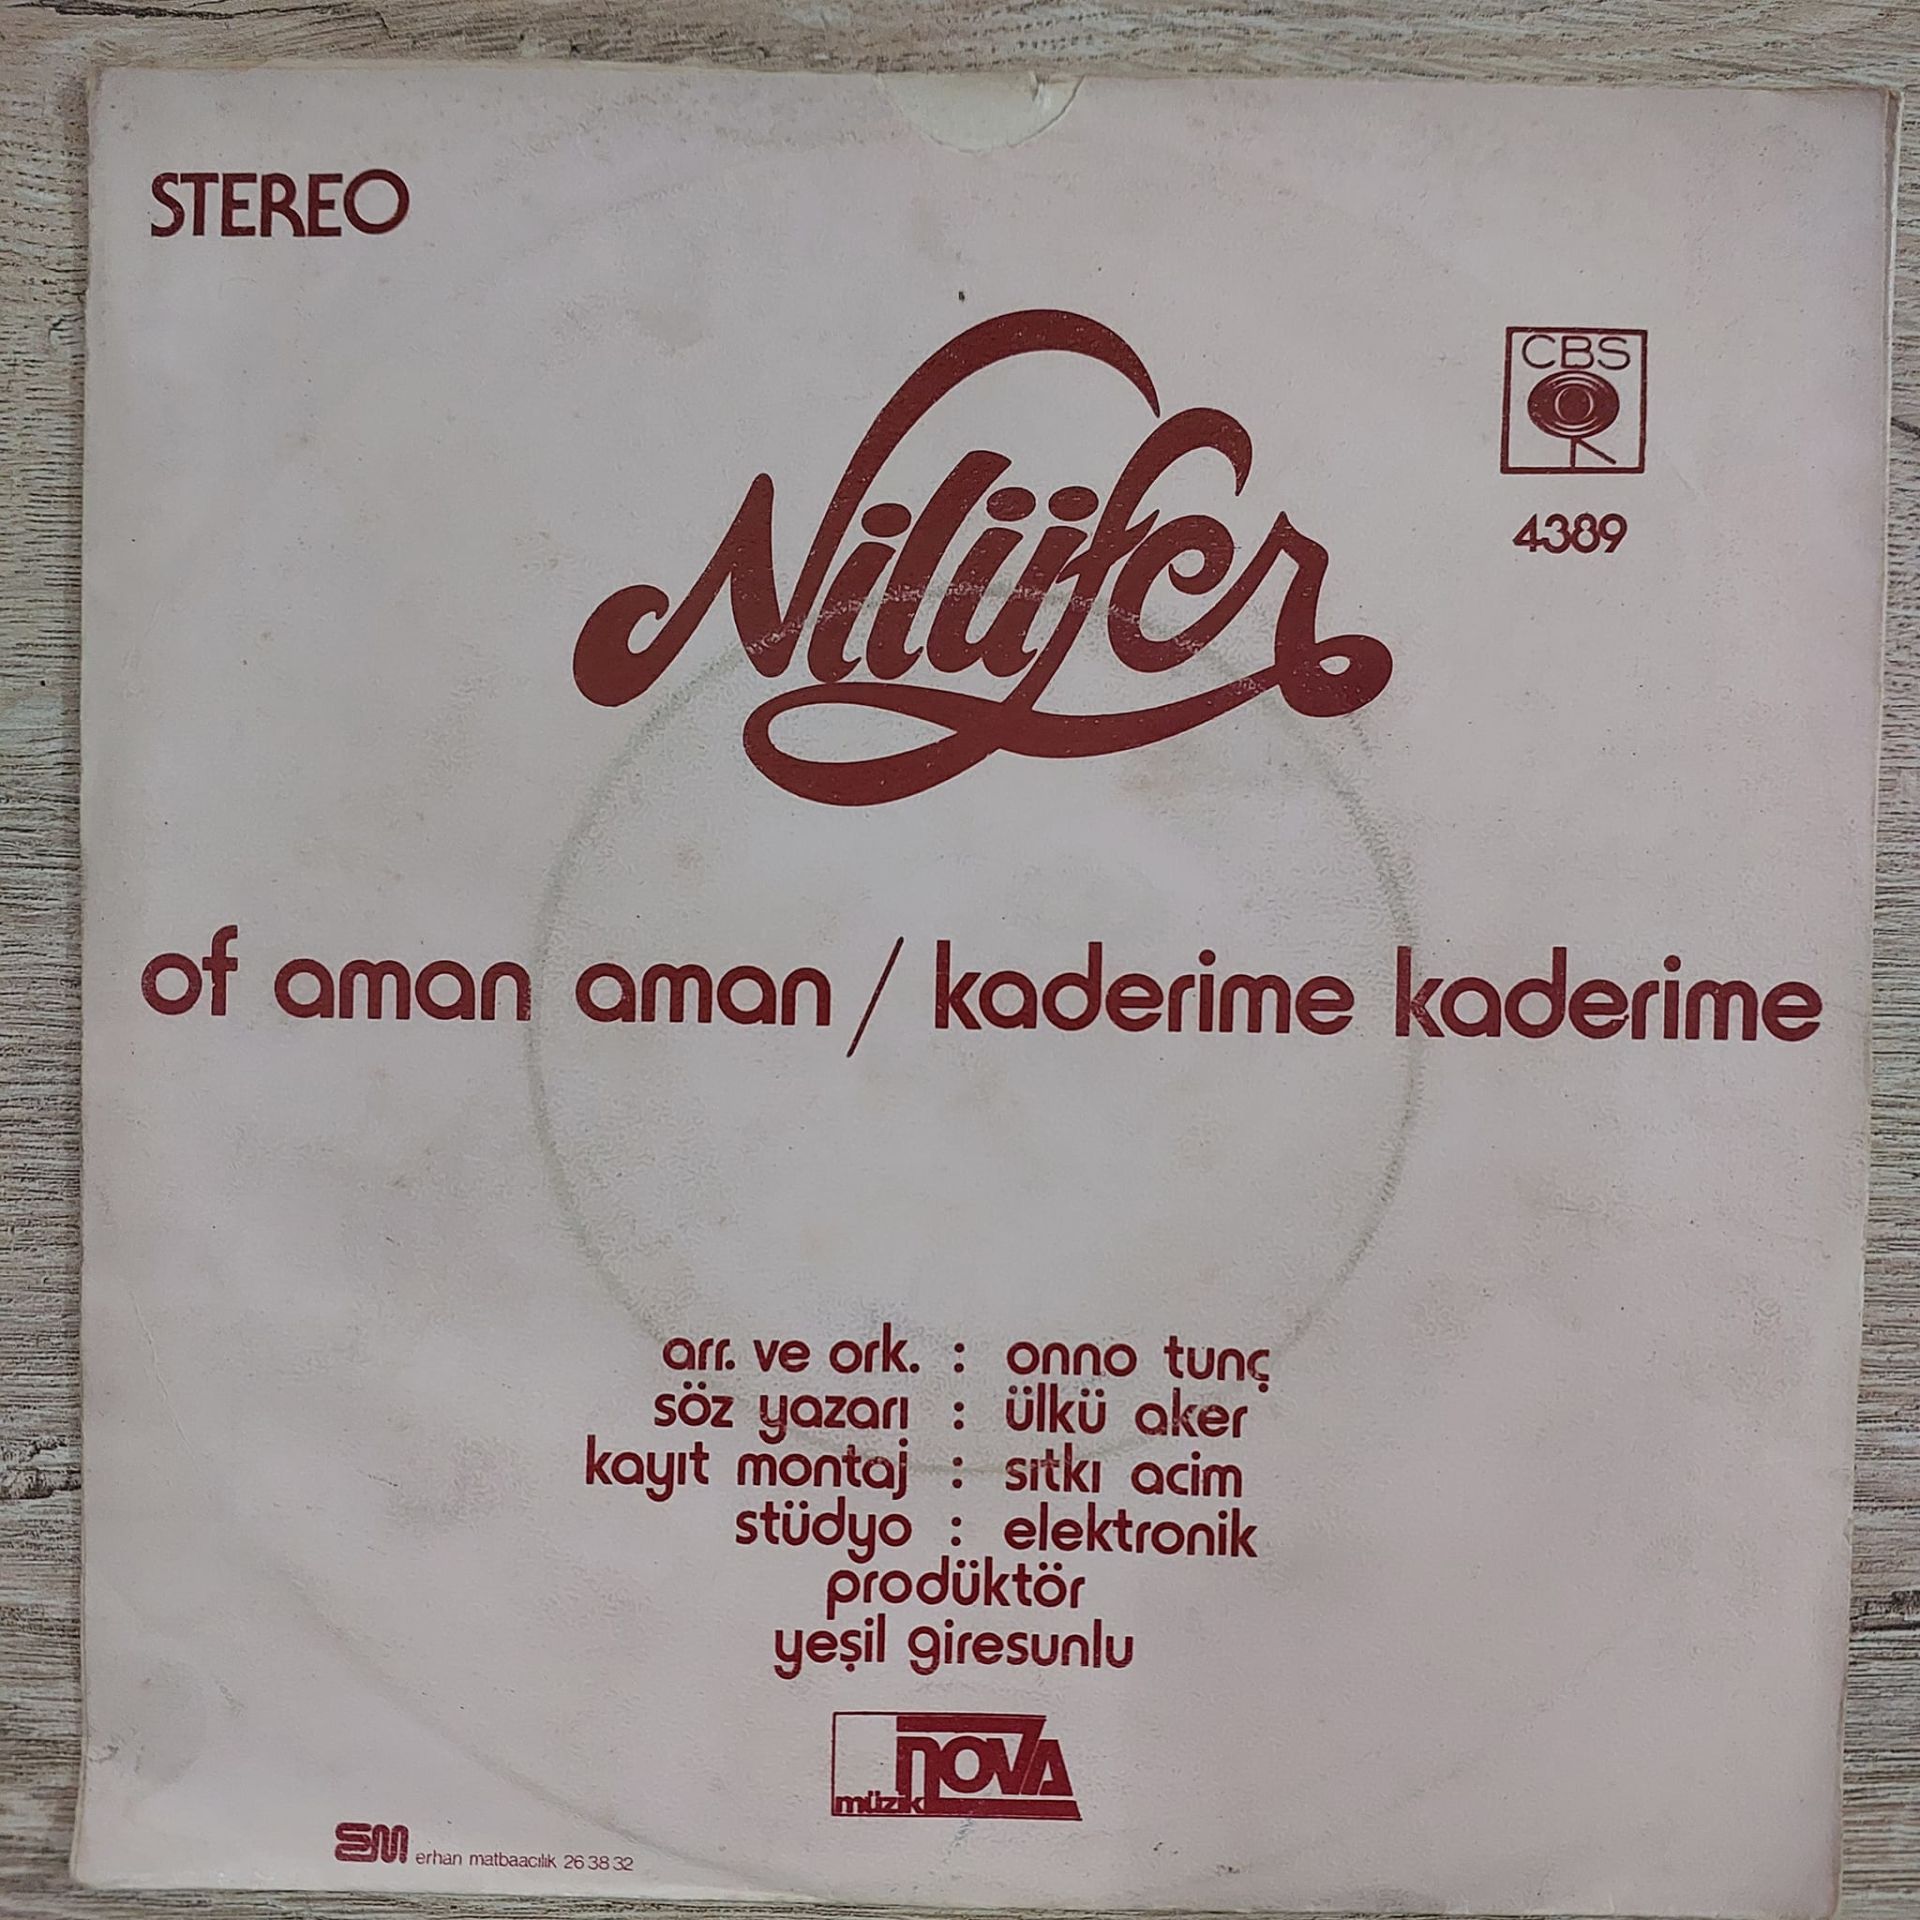 STEREO
CBS
Nilüfer
4389
of aman aman / kaderime kaderime
arr. ve ork. : onno tunç
söz yazarı : ülkü aker
kayıt montaj : sıtkı acim
stüdyo : elektronik
prodüktör
yeşil giresunlu
NOVA
müzik
em erhan matbaacılık 26 38 32